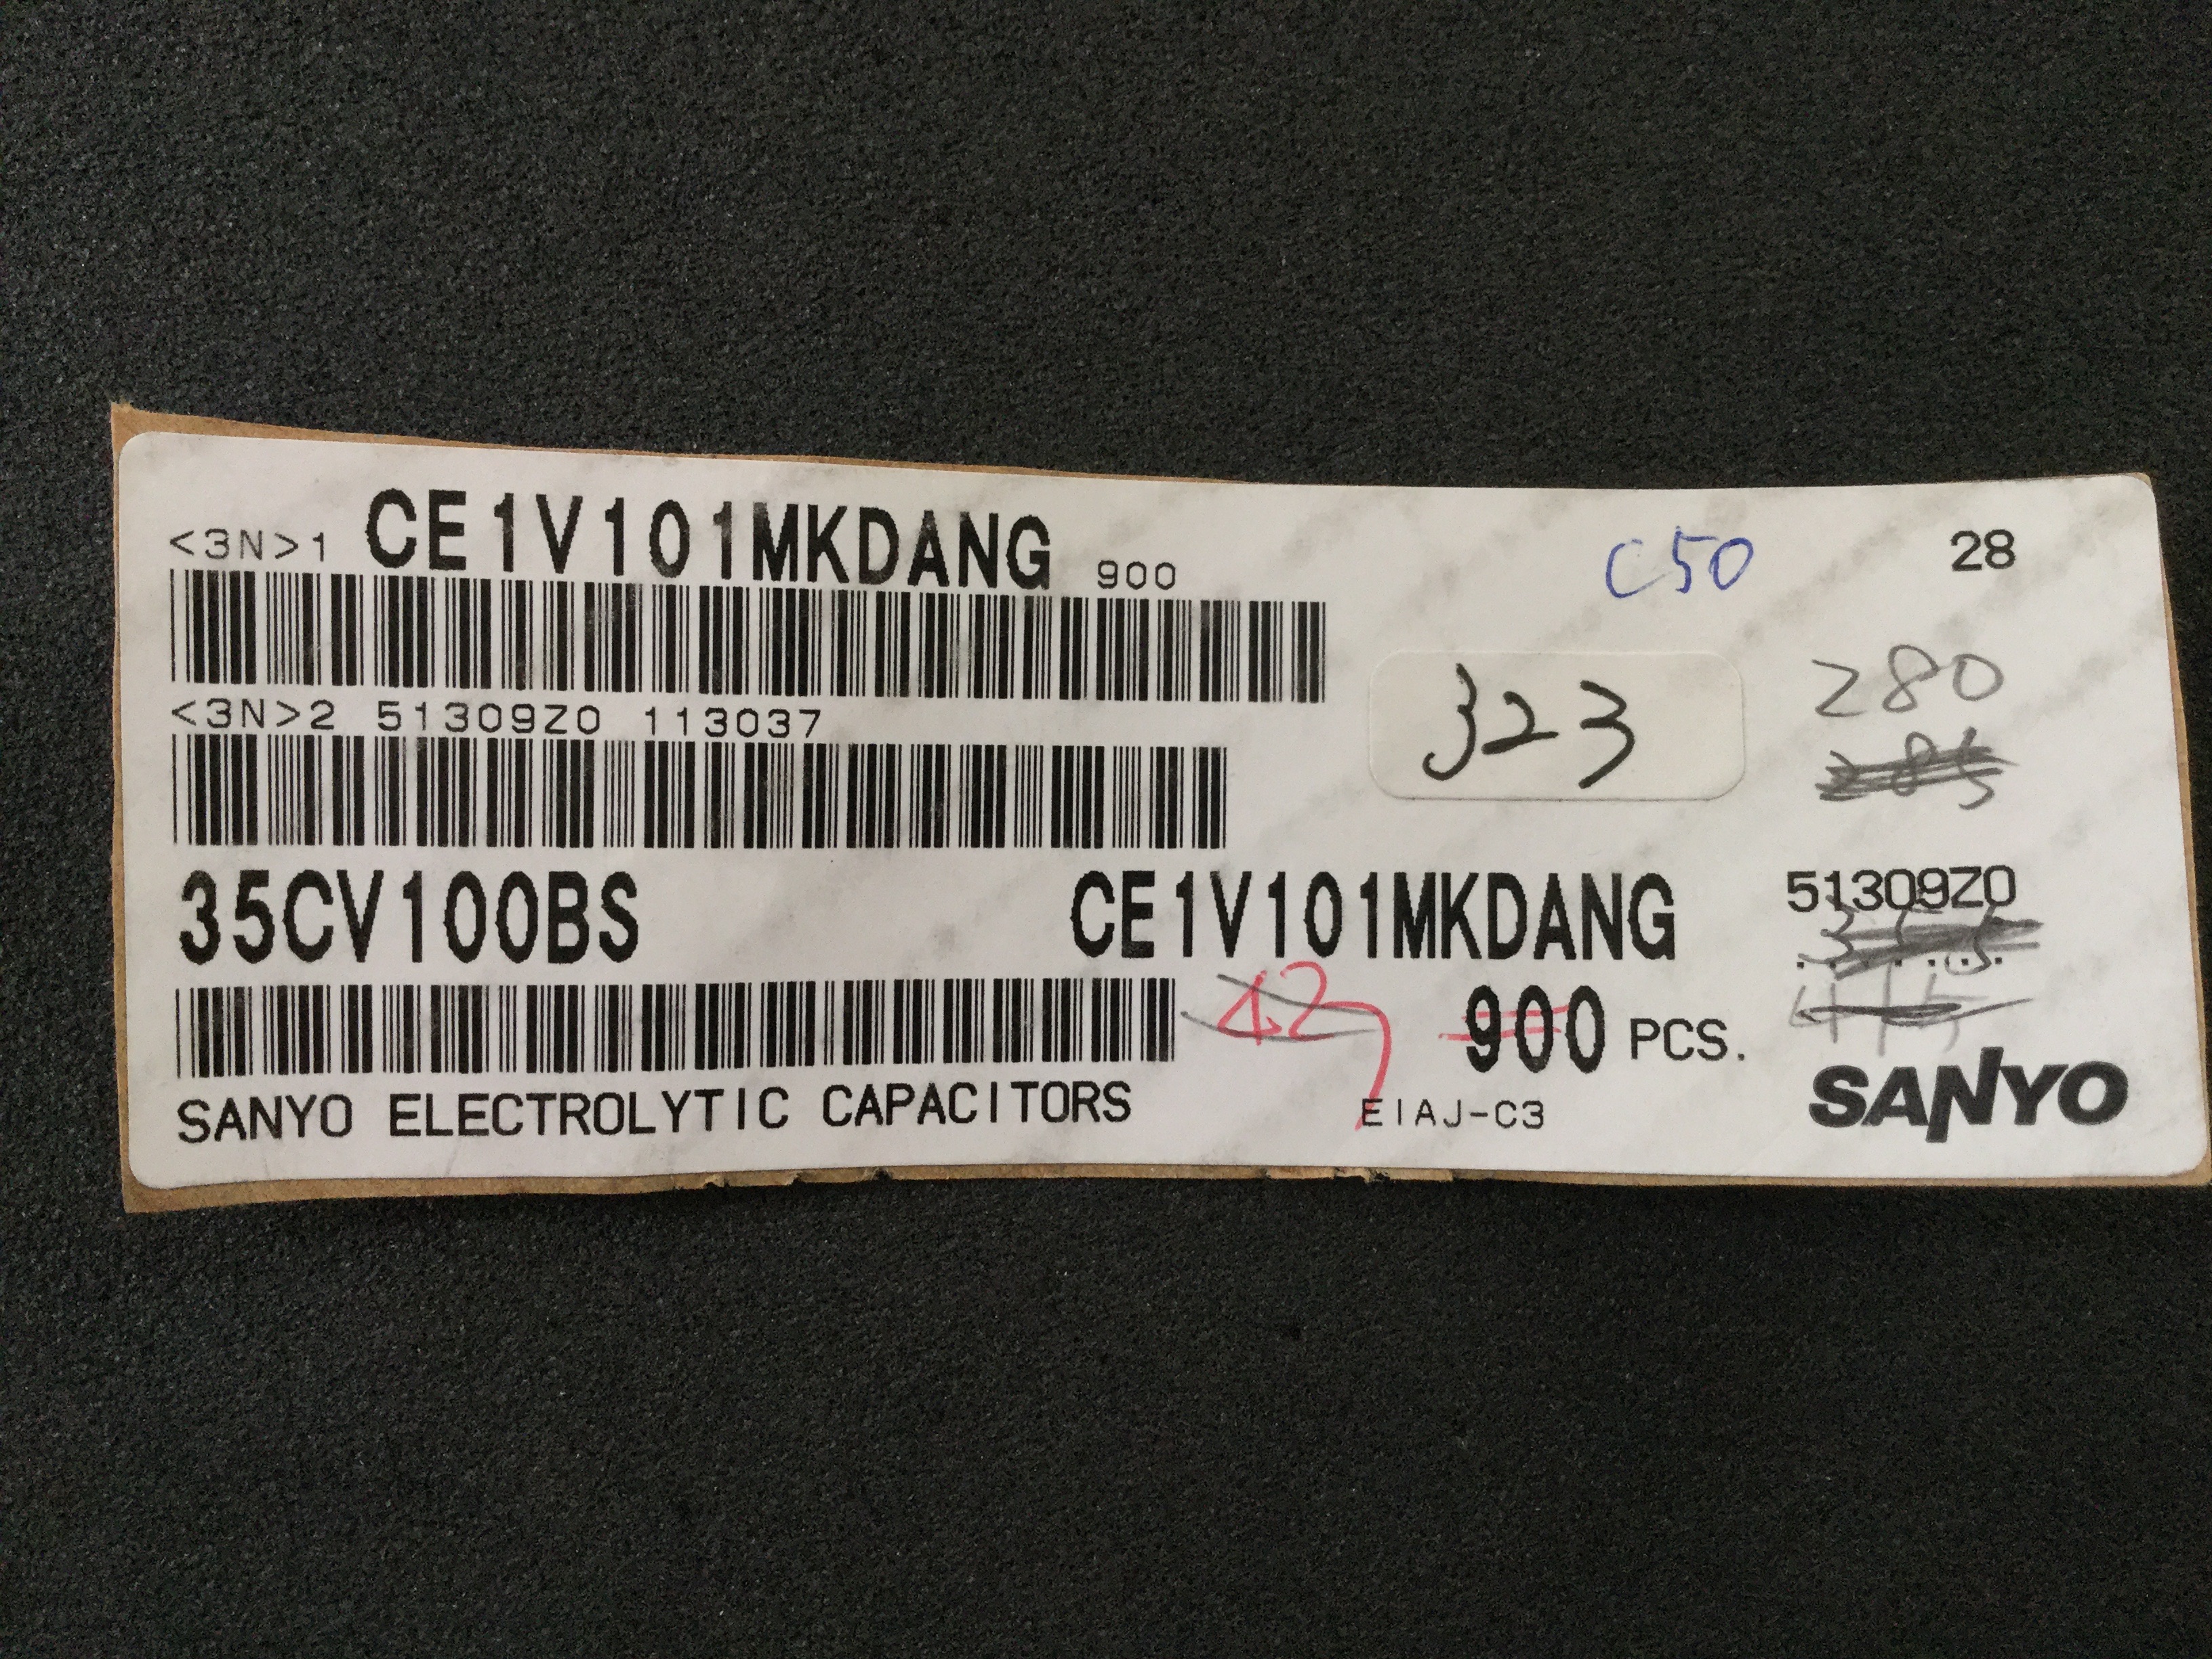 <3N>1 CE1V101MKDANG 900
C50
28
280
<3N>2 51309Z0 113037
323
285
35CV100BS CE1V101MKDANG 51309Z0
900 PCS.
SANYO ELECTROLYTIC CAPACITORS EIAJ-C3 SANYO